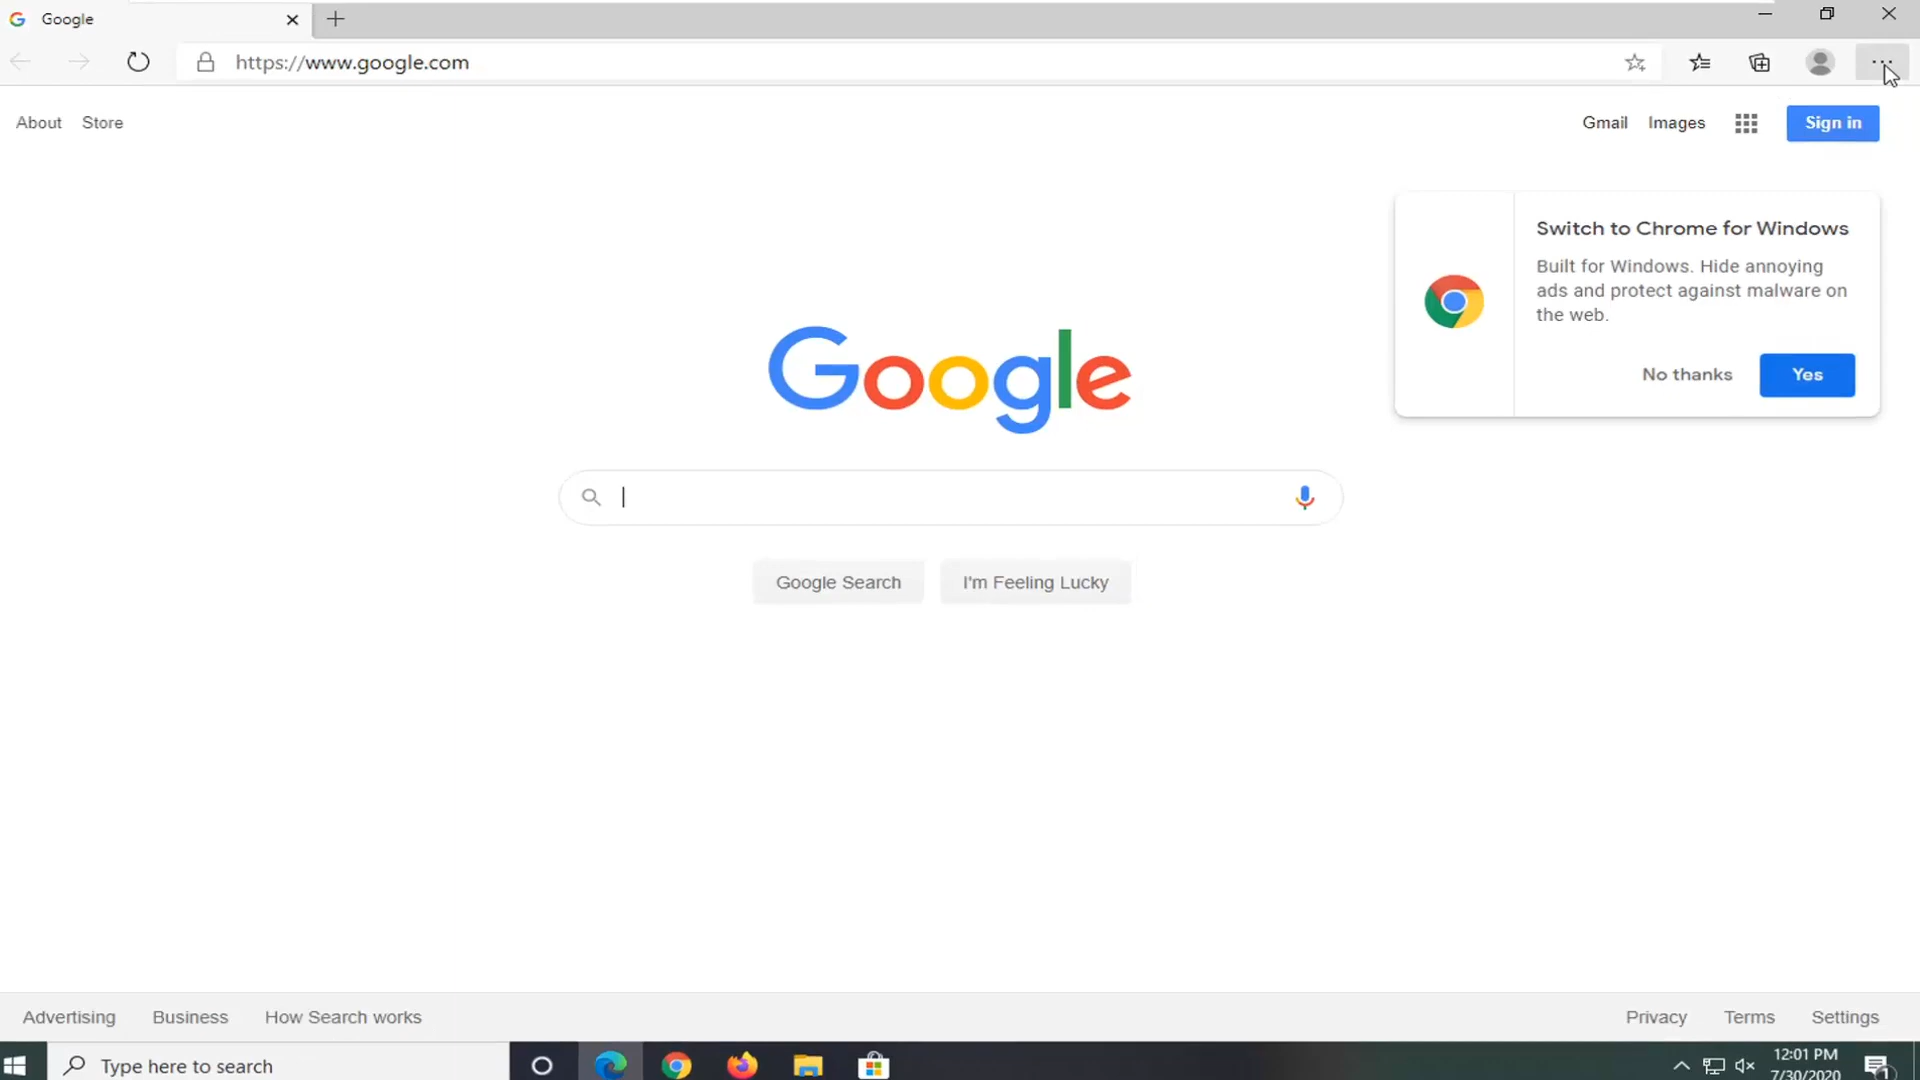 Google
https://www.google.com
About Store
Gmail Images Sign in
Switch to Chrome for Windows
Built for Windows. Hide annoying
ads and protect against malware on
the web.
No thanks Yes
Google
Google Search I'm Feeling Lucky
Advertising Business How Search works
Privacy Terms Settings
Type here to search
12:01 PM
7/30/2020
1